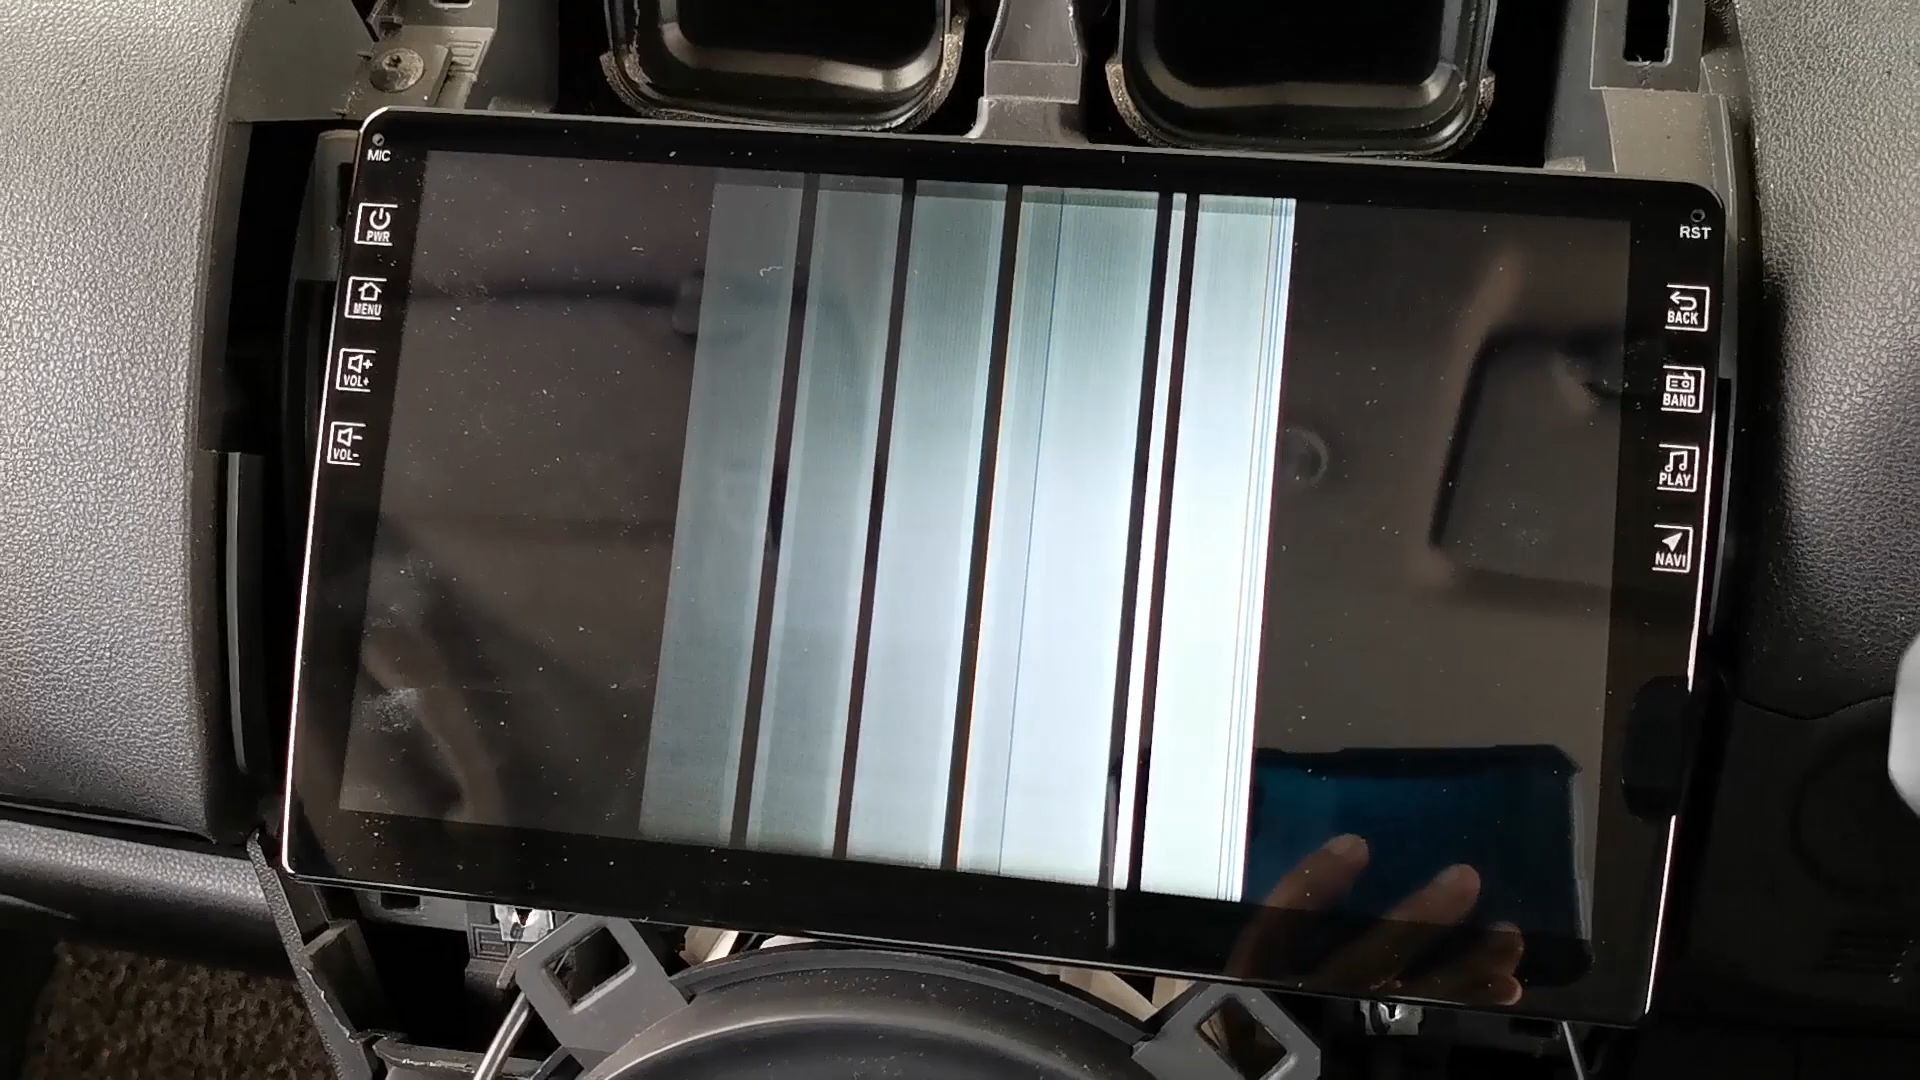 MIC
PWR
MENU
VOL+
VOL-
RST
BACK
BAND
PLAY
NAVI